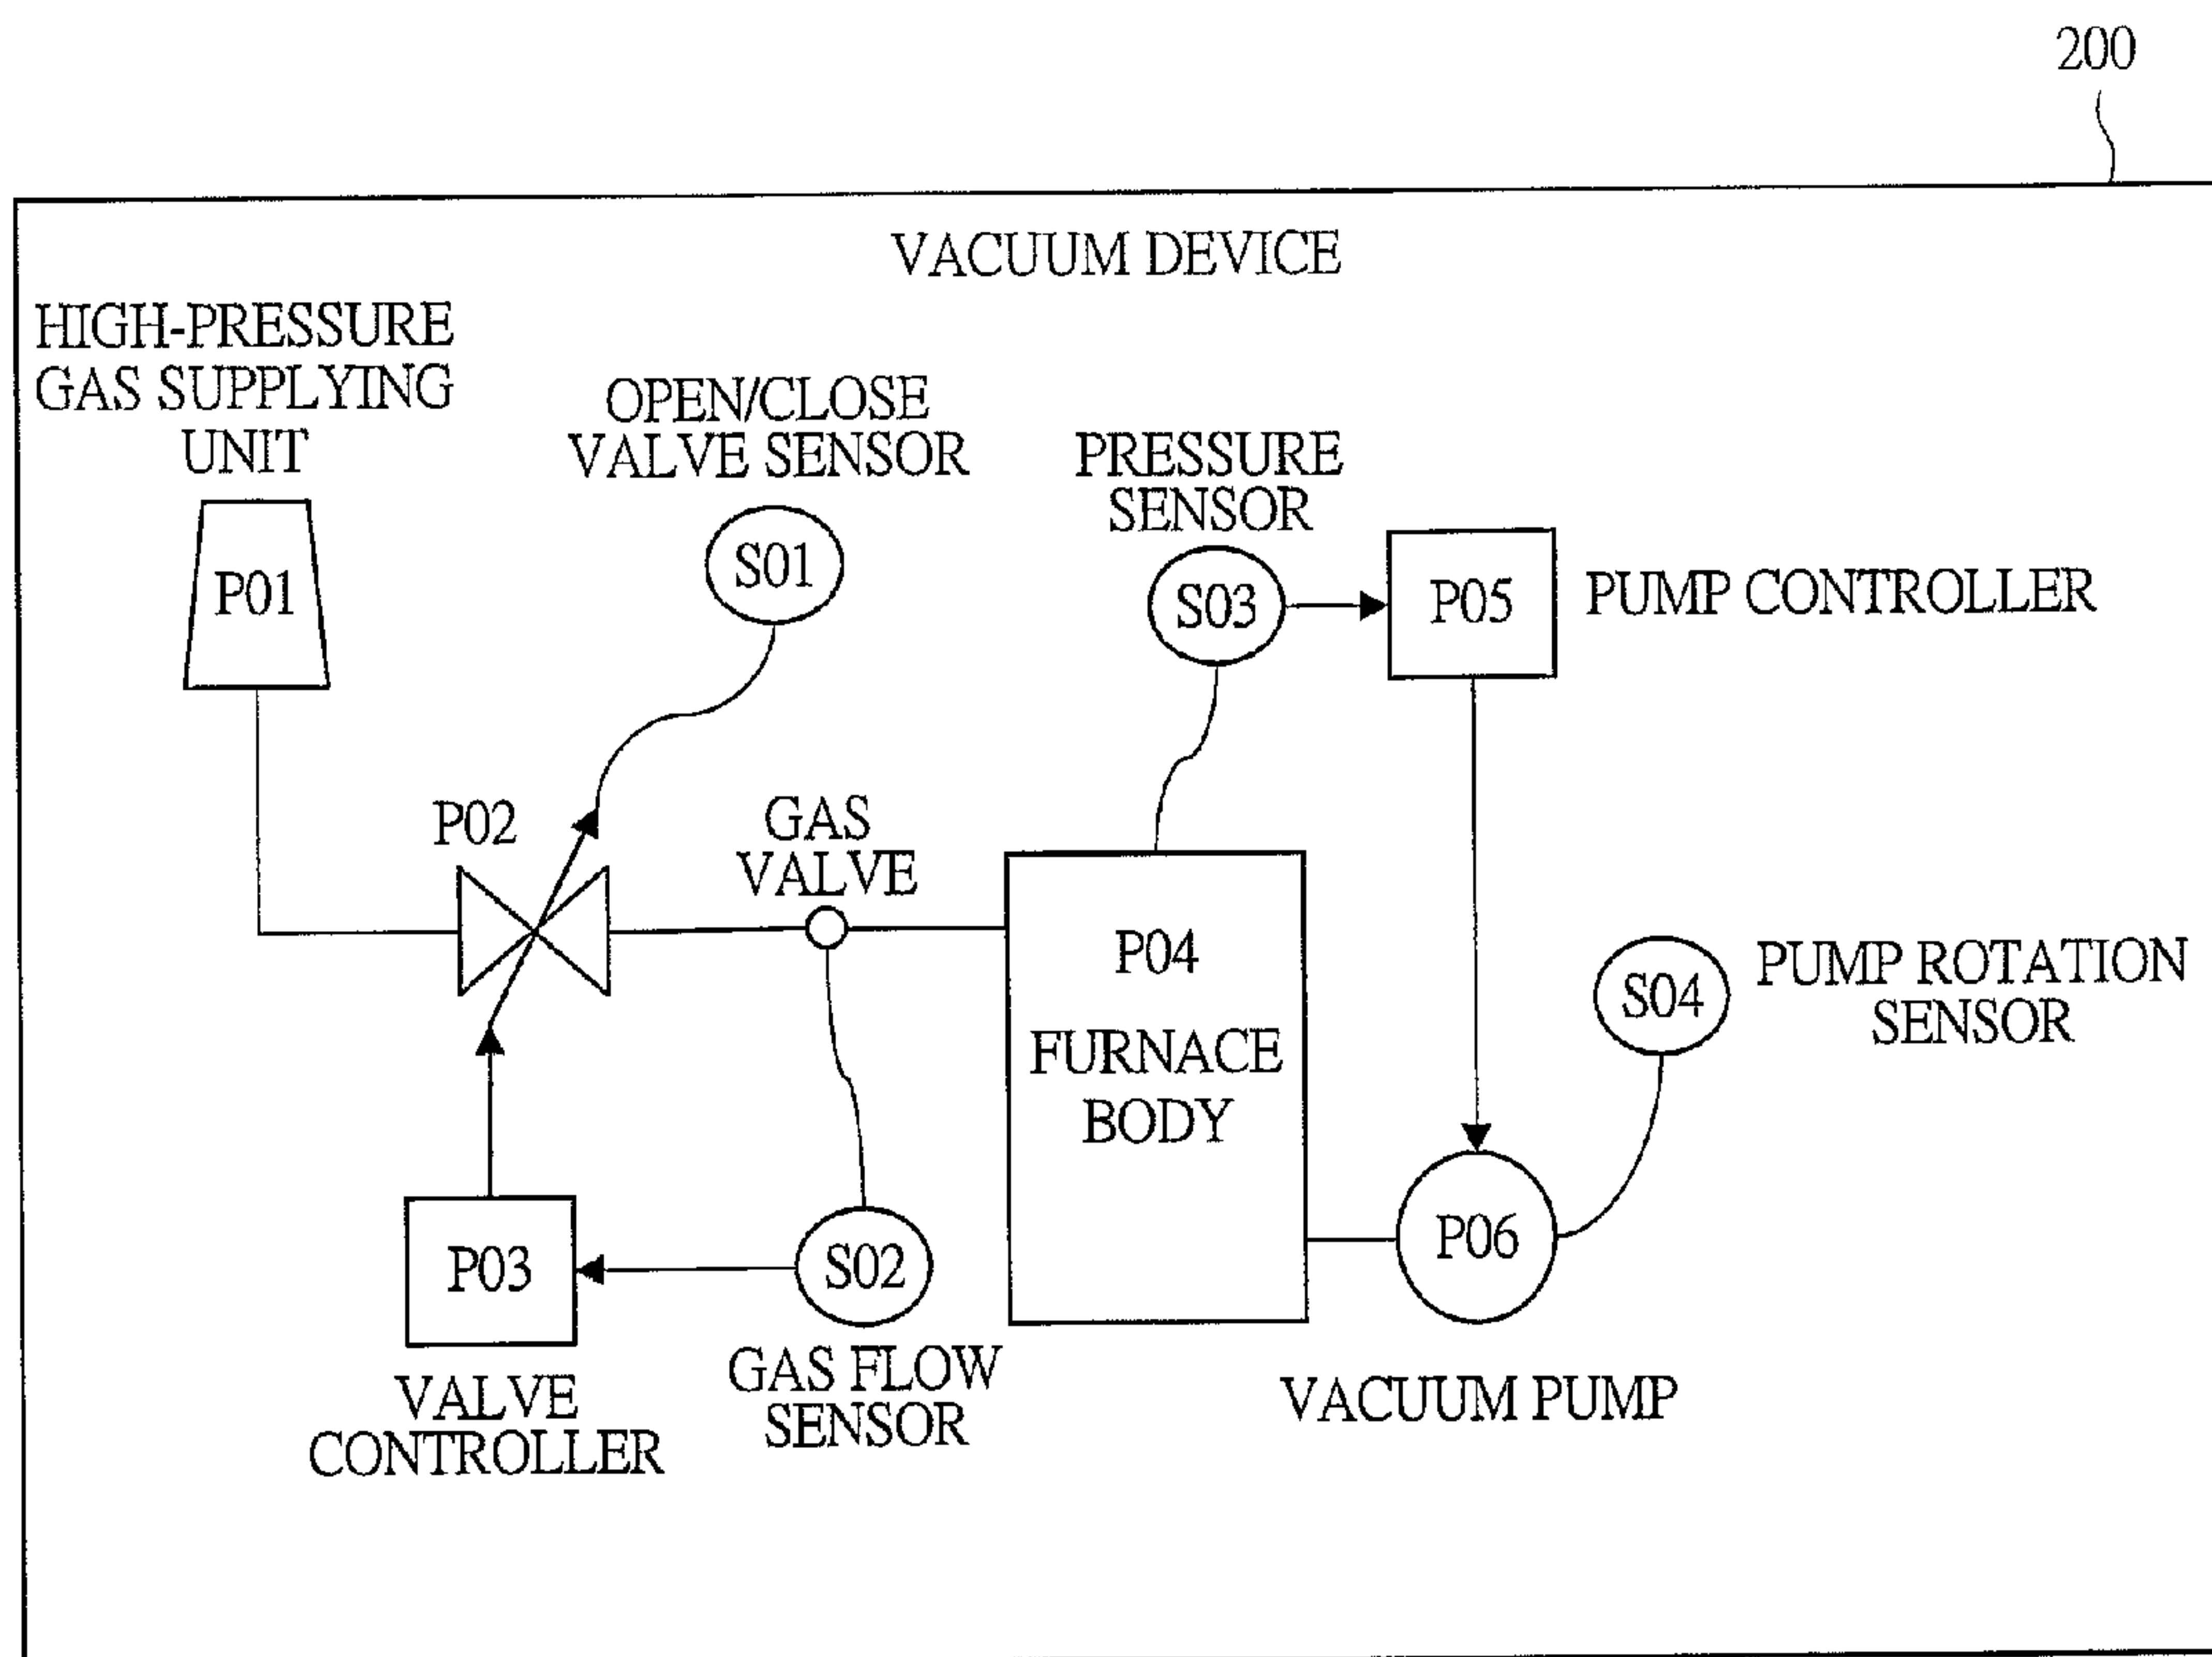 200
VACUUM DEVICE
HIGH-PRESSURE
GAS SUPPLYING
UNIT
P01
OPEN/CLOSE
VALVE SENSOR
S01
PRESSURE
SENSOR
S03
P05
PUMP CONTROLLER
P02
GAS
VALVE
P04
FURNACE
BODY
S04
PUMP ROTATION
SENSOR
P03
VALVE
CONTROLLER
S02
GAS FLOW
SENSOR
P06
VACUUM PUMP